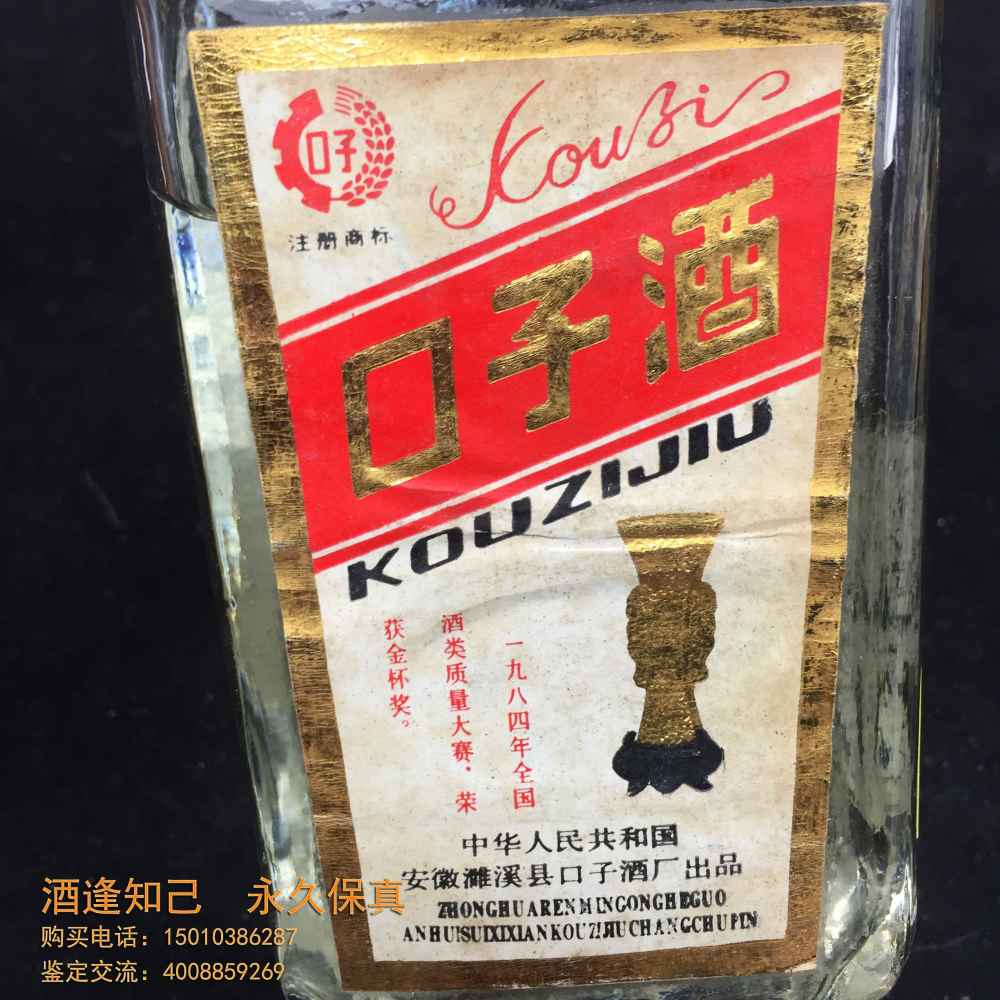 口子
注册商标
KouZi
口子酒
KOUZIJIU
一九八四年全国
酒类质量大赛,荣
获金杯奖。
中华人民共和国
安徽濉溪县口子酒厂出品
ZHONGHUARENMINGONGHEGUO
ANHUISUIXIXIANKOUZIJIUCHANGCHUPIN
酒逢知己 永久保真
购买电话:15010386287
鉴定交流:4008859269